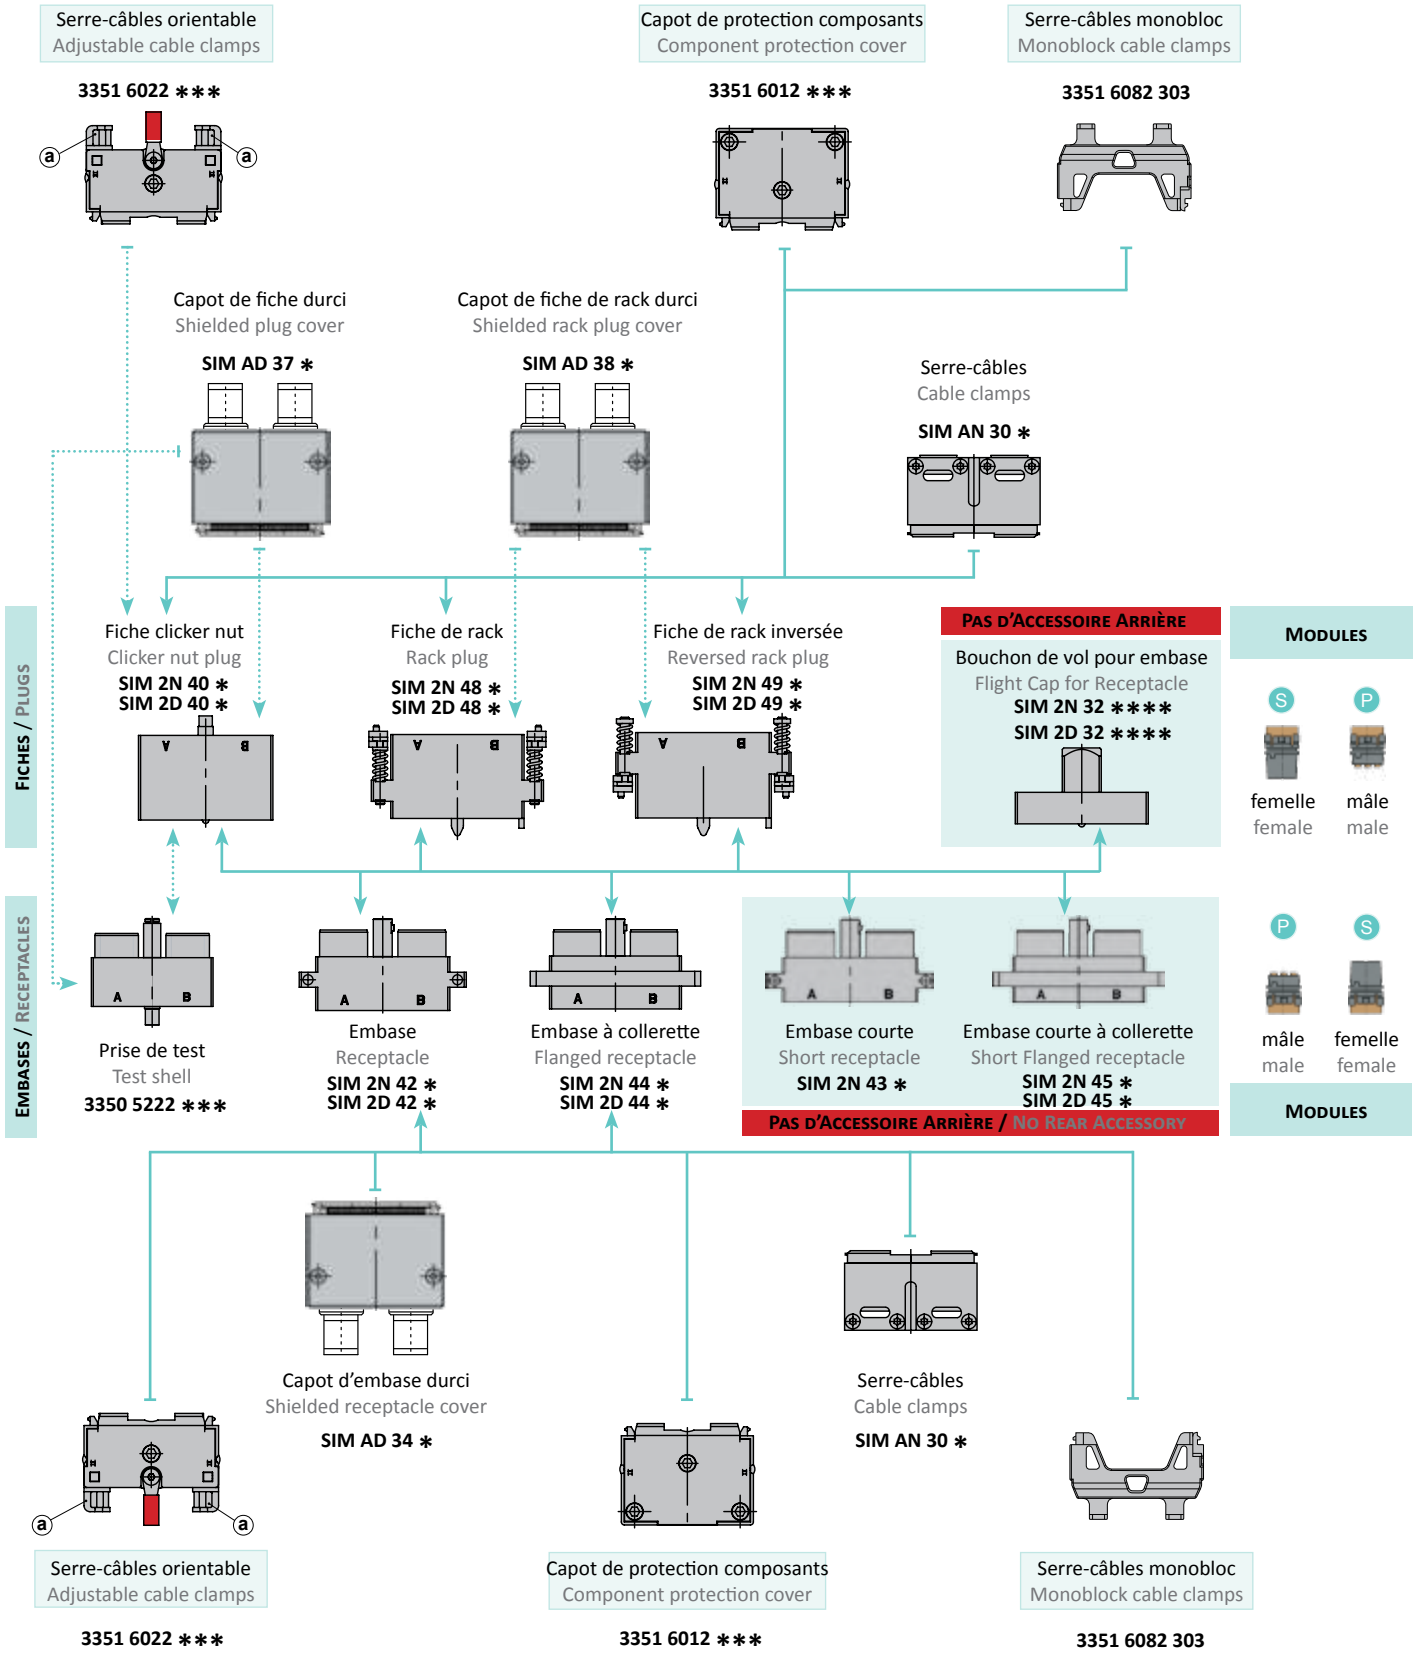 Serre-câbles orientable
Adjustable cable clamps
3351 6022 ***
a
a
Capot de protection composants
Component protection cover
3351 6012 ***
Serre-câbles monobloc
Monoblock cable clamps
3351 6082 303
Capot de fiche durci
Shielded plug cover
SIM AD 37 *
Capot de fiche de rack durci
Shielded rack plug cover
SIM AD 38 *
Serre-câbles
Cable clamps
SIM AN 30 *
FICHES / PLUGS
Fiche clicker nut
Clicker nut plug
SIM 2N 40 *
SIM 2D 40 *
A B
Fiche de rack
Rack plug
SIM 2N 48 *
SIM 2D 48 *
A B
Fiche de rack inversée
Reversed rack plug
SIM 2N 49 *
SIM 2D 49 *
A B
PAS D'ACCESSOIRE ARRIÈRE
Bouchon de vol pour embase
Flight Cap for Receptacle
SIM 2N 32 ****
SIM 2D 32 ****
MODULES
S P
femelle mâle
female male
EMBASES / RECEPTACLES
A B
Prise de test
Test shell
3350 5222 ***
A B
Embase
Receptacle
SIM 2N 42 *
SIM 2D 42 *
A B
Embase à collerette
Flanged receptacle
SIM 2N 44 *
SIM 2D 44 *
A B
Embase courte
Short receptacle
SIM 2N 43 *
A B
Embase courte à collerette
Short Flanged receptacle
SIM 2N 45 *
SIM 2D 45 *
PAS D'ACCESSOIRE ARRIÈRE / NO REAR ACCESSORY
P S
mâle femelle
male female
MODULES
Capot d'embase durci
Shielded receptacle cover
SIM AD 34 *
Serre-câbles
Cable clamps
SIM AN 30 *
a
a
Serre-câbles orientable
Adjustable cable clamps
3351 6022 ***
Capot de protection composants
Component protection cover
3351 6012 ***
Serre-câbles monobloc
Monoblock cable clamps
3351 6082 303